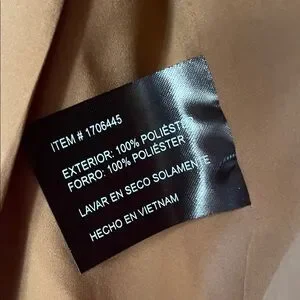 ITEM # 1706445
EXTERIOR: 100% POLIÉSTER
FORRO: 100% POLIÉSTER
LAVAR EN SECO SOLAMENTE
HECHO EN VIETNAM